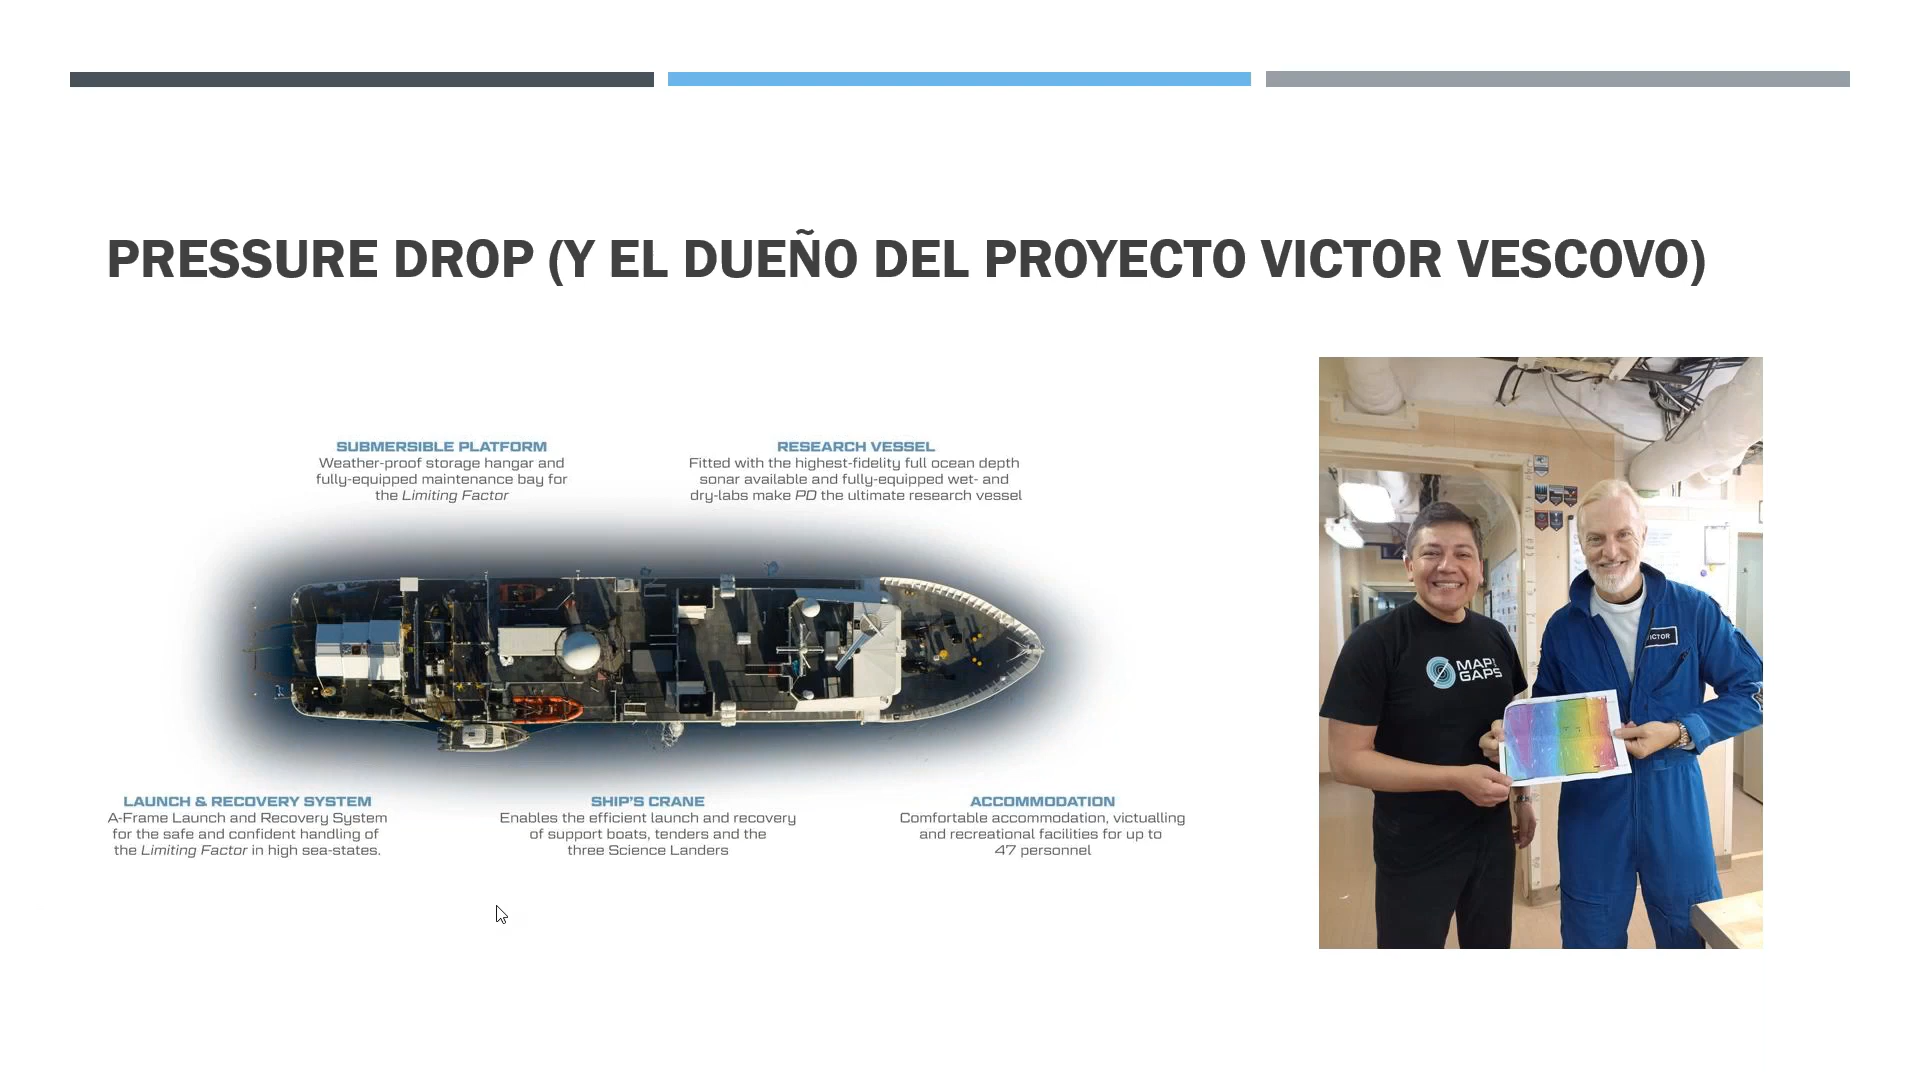 PRESSURE DROP (Y EL DUEÑO DEL PROYECTO VICTOR VESCOVO)
SUBMERSIBLE PLATFORM
Weather-proof storage hangar and
fully-equipped maintenance bay for
the Limiting Factor
RESEARCH VESSEL
Fitted with the highest-fidelity full ocean depth
sonar available and fully-equipped wet- and
dry-labs make PD the ultimate research vessel
LAUNCH & RECOVERY SYSTEM
A-Frame Launch and Recovery System
for the safe and confident handling of
the Limiting Factor in high sea-states.
SHIP'S CRANE
Enables the efficient launch and recovery
of support boats, tenders and the
three Science Landers
ACCOMMODATION
Comfortable accommodation, victualling
and recreational facilities for up to
47 personnel
MAP
GAPS
VICTOR